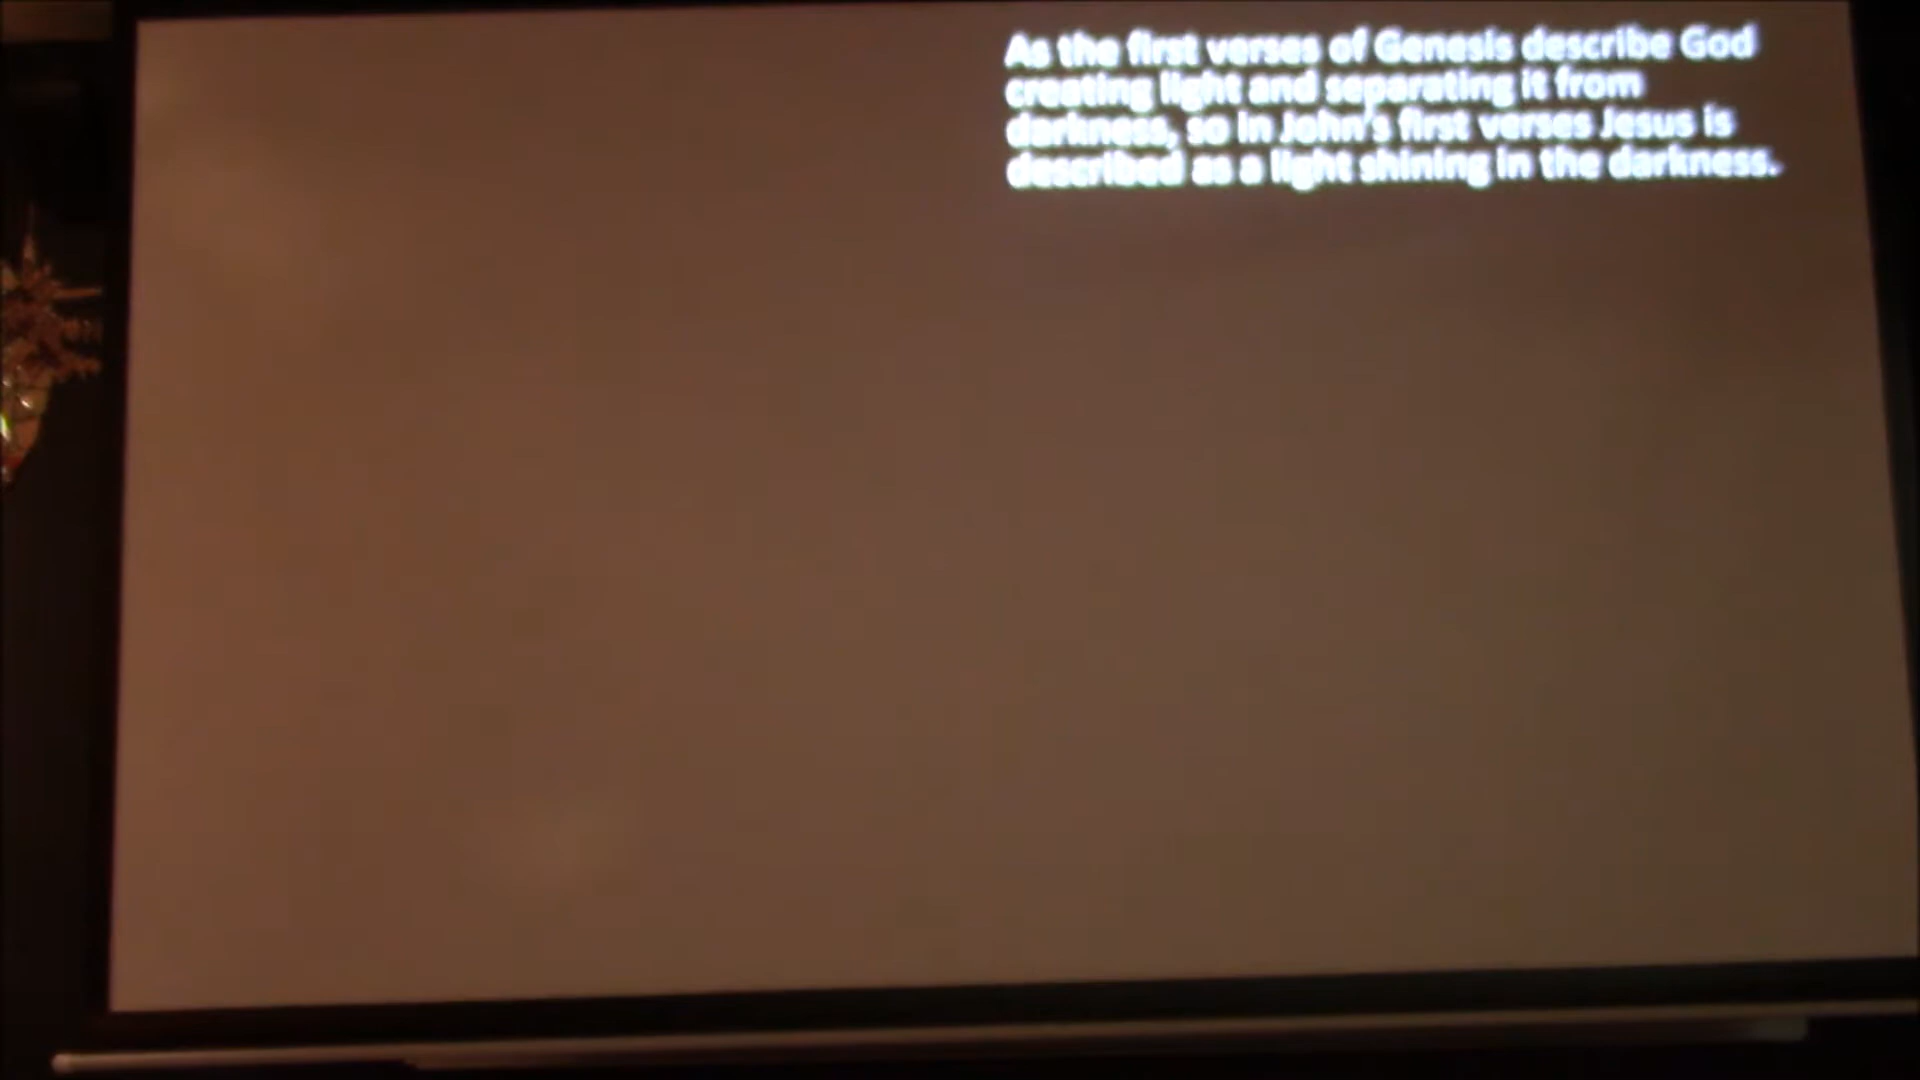 As the first verses of Genesis describe God
creating light and separating it from
darkness, so in John's first verses Jesus is
described as a light shining in the darkness.